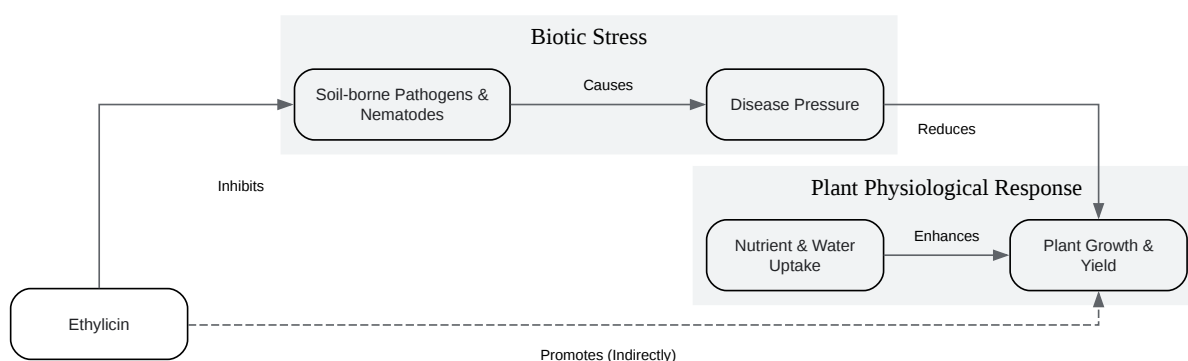 Biotic Stress
Soil-borne Pathogens &
Nematodes
Causes
Disease Pressure
Reduces
Inhibits
Plant Physiological Response
Nutrient & Water
Uptake
Enhances
Plant Growth &
Yield
Ethylicin
Promotes (Indirectly)